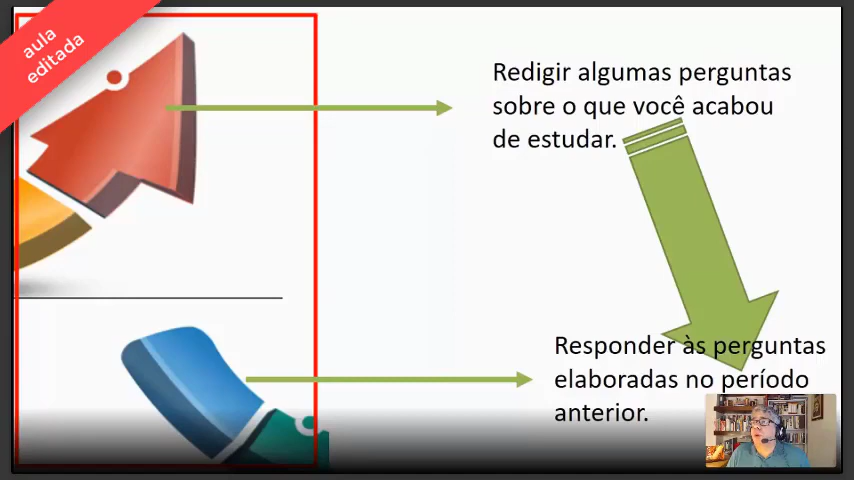 aula
editada
Redigir algumas perguntas
sobre o que você acabou
de estudar.
Responder às perguntas
elaboradas no período
anterior.